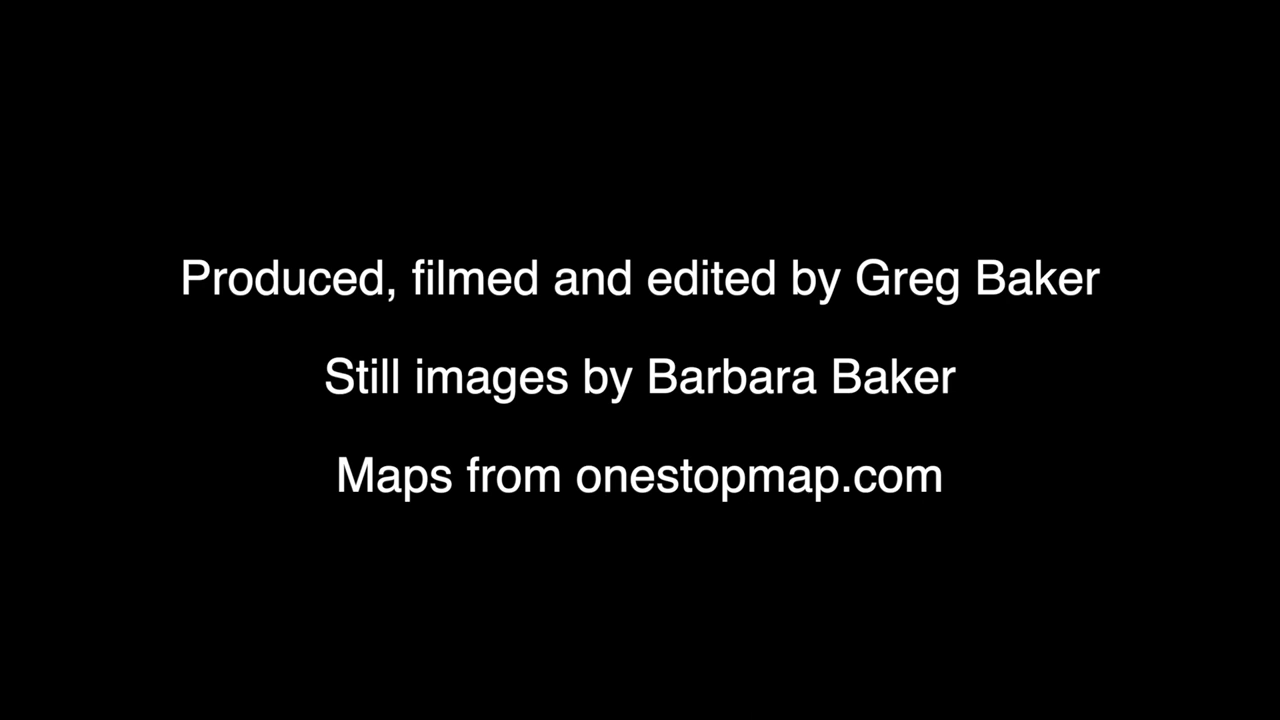 Produced, filmed and edited by Greg Baker
Still images by Barbara Baker
Maps from onestopmap.com